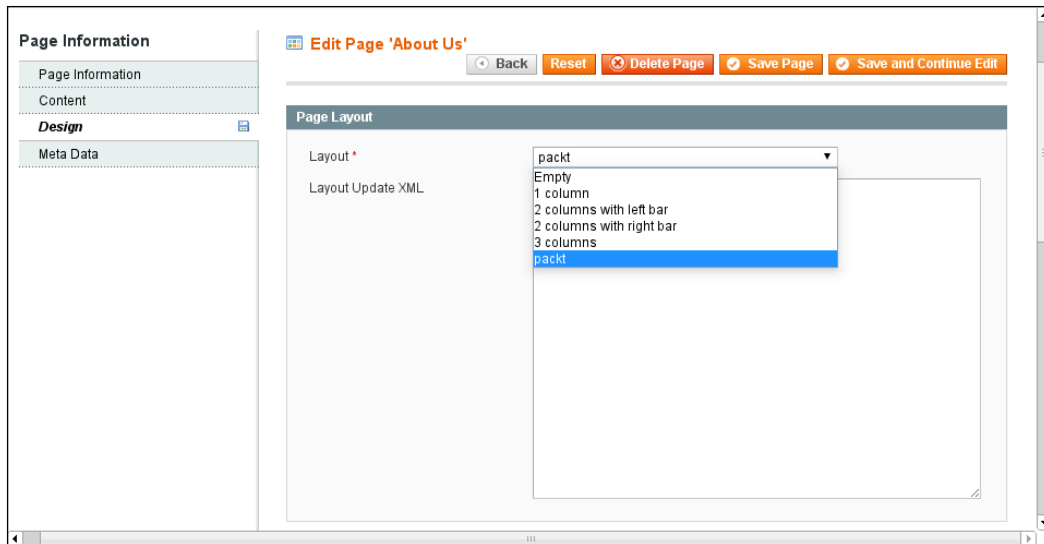 Page Information
Page Information
Content
Design
Meta Data
Edit Page 'About Us'
Back Reset Delete Page Save Page Save and Continue Edit
Page Layout
Layout * packt
Layout Update XML
Empty
1 column
2 columns with left bar
2 columns with right bar
3 columns
packt